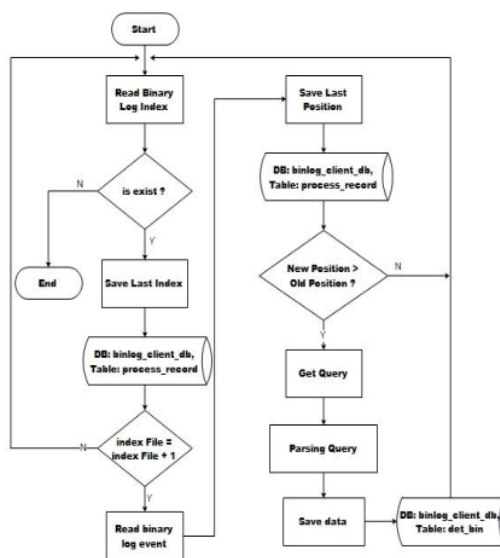 Start
Read Binary
Log Index
is exist ?
N
Y
End
Save Last Index
DB: binlog_client_db,
Table: process_record
index File =
index File + 1
N
Y
Read binary
log event
Save Last
Position
DB: binlog_client_db,
Table: process_record
New Position >
Old Position ?
N
Y
Get Query
Parsing Query
Save data
DB: binlog_client_db,
Table: det_bin